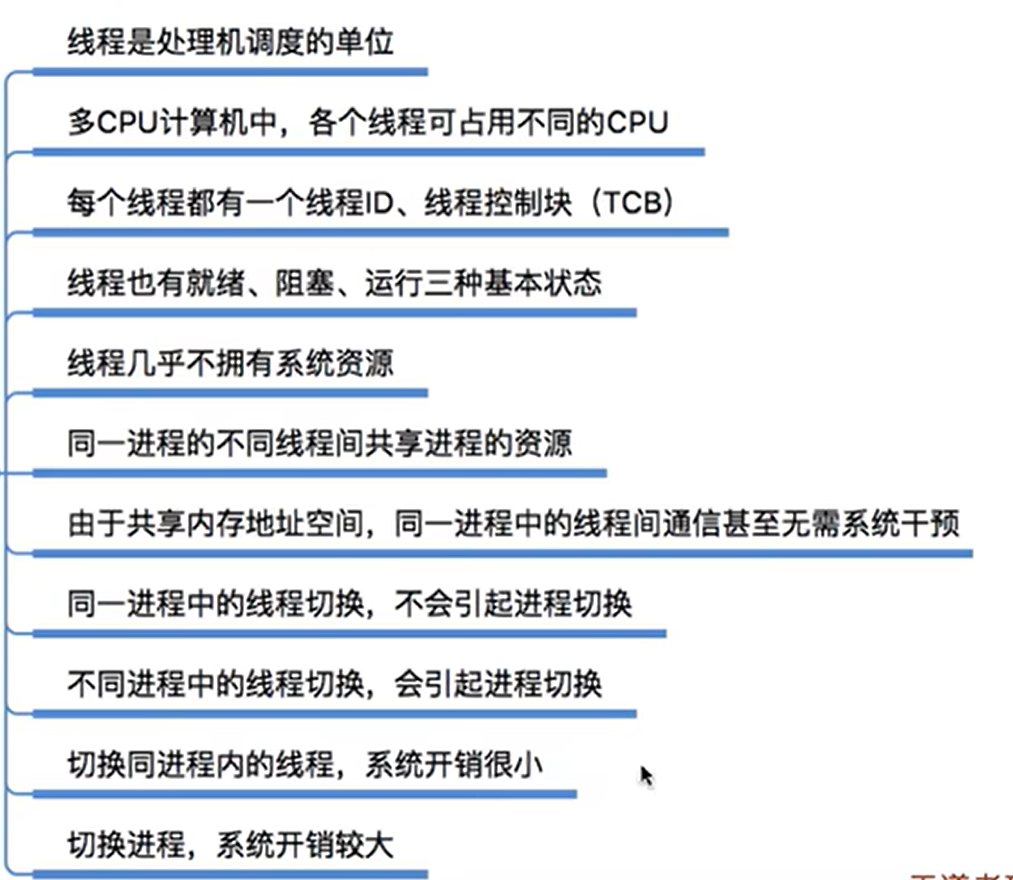 线程是处理机调度的单位
多CPU计算机中，各个线程可占用不同的CPU
每个线程都有一个线程ID、线程控制块（TCB）
线程也有就绪、阻塞、运行三种基本状态
线程几乎不拥有系统资源
同一进程的不同线程间共享进程的资源
由于共享内存地址空间，同一进程中的线程间通信甚至无需系统干预
同一进程中的线程切换，不会引起进程切换
不同进程中的线程切换，会引起进程切换
切换同进程内的线程，系统开销很小
切换进程，系统开销较大